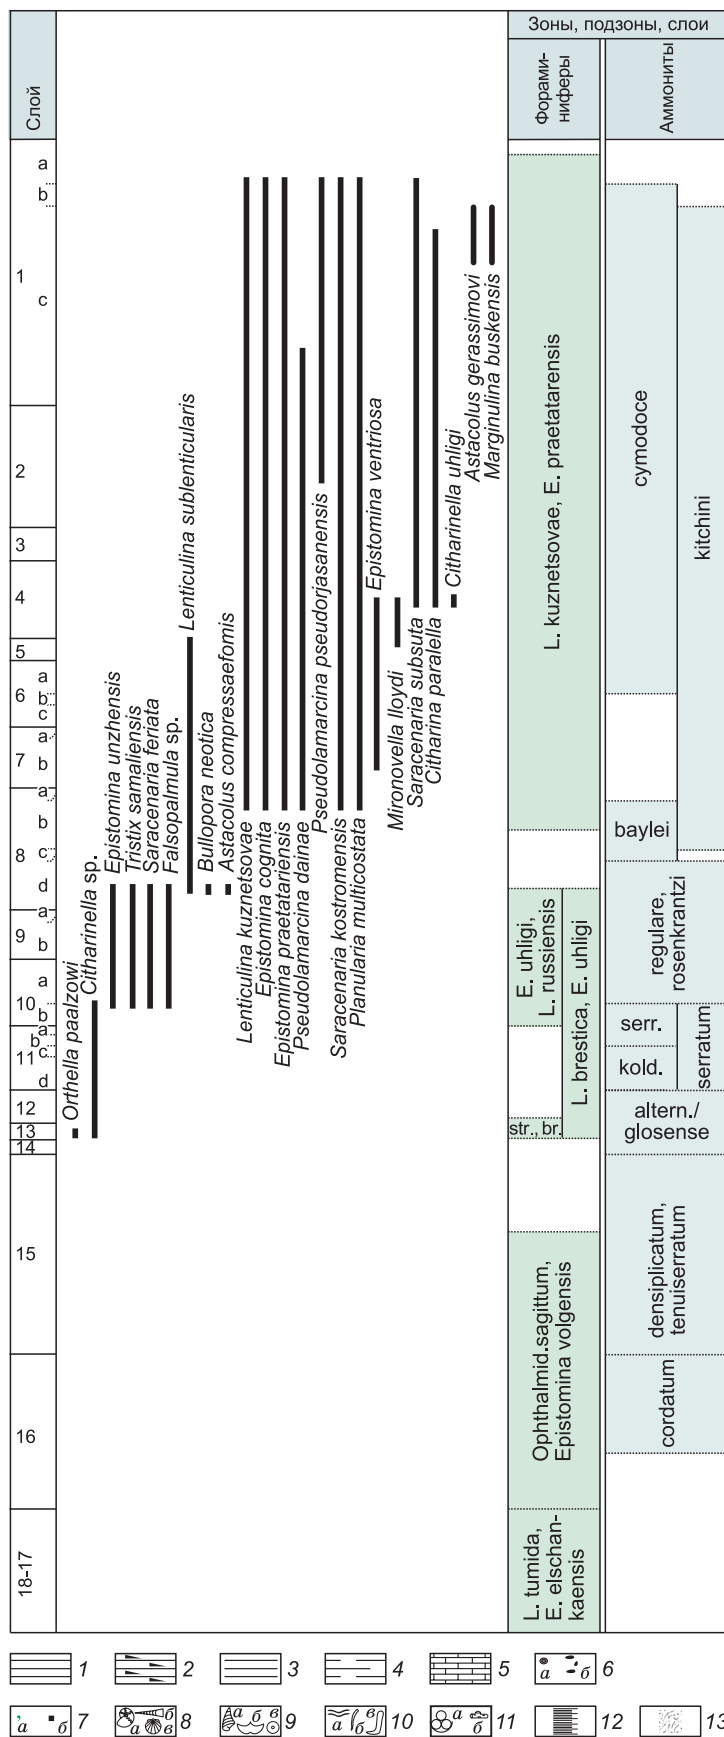 Слой
Зоны, подзоны, слои
Форами-
ниферы
Аммониты
a
b
1
c
2
3
4
5
a
6
b
c
a
7
b
a
b
8
c
d
a
9
b
a
10
b
a
b
11
c
d
12
13
14
15
16
18-17
Orthella paalzowi
Citharinella sp.
Epistomina unzhensis
Tristix samaliensis
Saracenaria feriata
Falsopalmula sp.
Lenticulina sublenticularis
Bullopora neotica
Astacolus compressaefomis
Lenticulina kuznetsovae
Epistomina cognita
Epistomina praetatariensis
Pseudolamarcina dainae
Pseudolamarcina pseudorjasanensis
Saracenaria kostromensis
Planularia multicostata
Epistomina ventriosa
Mironovella lloydi
Saracenaria subsuta
Citharina paralella
Citharinella uhligi
Astacolus gerassimovi
Marginulina buskensis
L. kuznetsovae, E. praetatarensis
E. uhligi,
L. russiensis
L. brestica, E. uhligi
str., br.
Ophthalmid.sagittum,
Epistomina volgensis
L. tumida,
E. elschan-
kaensis
cymodoce
kitchini
baylei
regulare,
rosenkrantzi
serr.
kold.
serratum
altern./
glosense
densiplicatum,
tenuiserratum
cordatum
1
2
3
4
5
а б 6
а б 7
а б в 8
а б в 9
а б в 10
а б 11
12
13